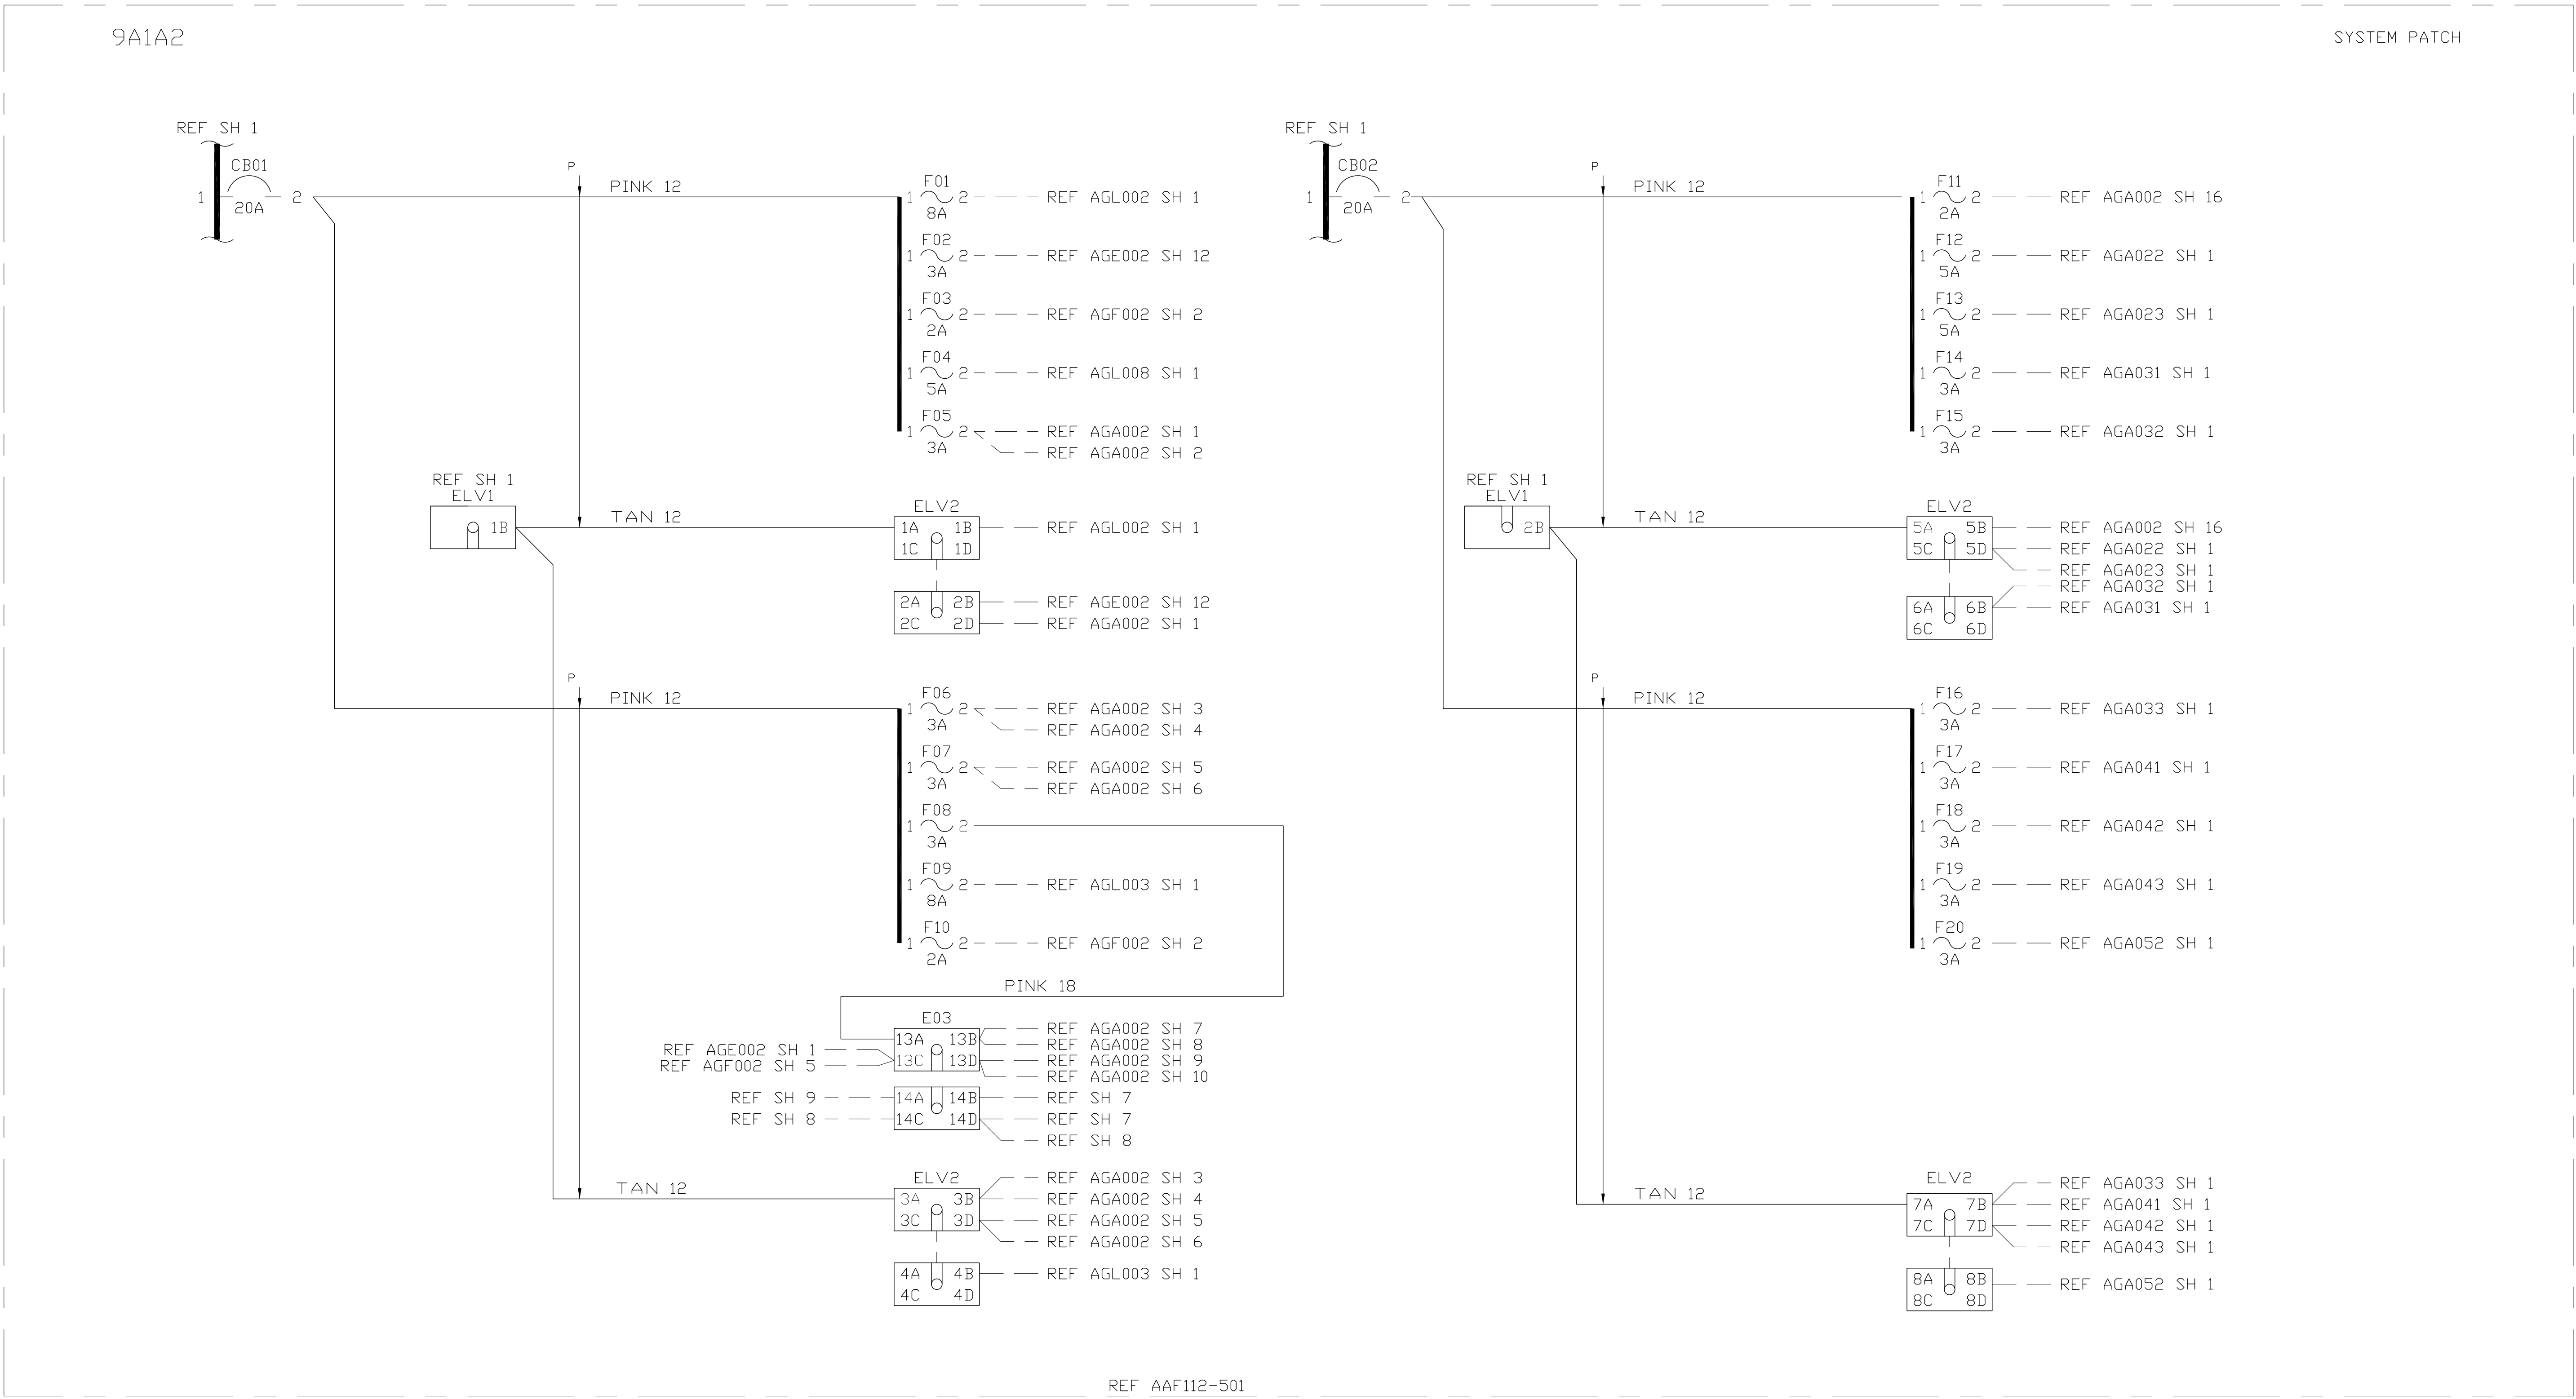 9A1A2
SYSTEM PATCH
REF SH 1
CB01
1 2
20A
P
PINK 12
F01
1 2 REF AGL002 SH 1
8A
F02
1 2 REF AGE002 SH 12
3A
F03
1 2 REF AGF002 SH 2
2A
F04
1 2 REF AGL008 SH 1
5A
F05
1 2 REF AGA002 SH 1
REF AGA002 SH 2
3A
REF SH 1
ELV1
1B
TAN 12
ELV2
1A 1B REF AGL002 SH 1
1C 1D
2A 2B REF AGE002 SH 12
2C 2D REF AGA002 SH 1
P
PINK 12
F06
1 2 REF AGA002 SH 3
3A
REF AGA002 SH 4
F07
1 2 REF AGA002 SH 5
3A
REF AGA002 SH 6
F08
1 2
3A
F09
1 2 REF AGL003 SH 1
8A
F10
1 2 REF AGF002 SH 2
2A
PINK 18
E03
13A 13B REF AGA002 SH 7
REF AGA002 SH 8
REF AGE002 SH 1
REF AGF002 SH 5
13C 13D REF AGA002 SH 9
REF AGA002 SH 10
REF SH 9 14A 14B REF SH 7
REF SH 8 14C 14D REF SH 7
REF SH 8
TAN 12
ELV2
REF AGA002 SH 3
3A 3B REF AGA002 SH 4
3C 3D REF AGA002 SH 5
REF AGA002 SH 6
4A 4B REF AGL003 SH 1
4C 4D
REF SH 1
CB02
1 2
20A
P
PINK 12
F11
1 2 REF AGA002 SH 16
2A
F12
1 2 REF AGA022 SH 1
5A
F13
1 2 REF AGA023 SH 1
5A
F14
1 2 REF AGA031 SH 1
3A
F15
1 2 REF AGA032 SH 1
3A
REF SH 1
ELV1
2B
TAN 12
ELV2
5A 5B REF AGA002 SH 16
5C 5D REF AGA022 SH 1
REF AGA023 SH 1
REF AGA032 SH 1
6A 6B REF AGA031 SH 1
6C 6D
P
PINK 12
F16
1 2 REF AGA033 SH 1
3A
F17
1 2 REF AGA041 SH 1
3A
F18
1 2 REF AGA042 SH 1
3A
F19
1 2 REF AGA043 SH 1
3A
F20
1 2 REF AGA052 SH 1
3A
TAN 12
ELV2
REF AGA033 SH 1
7A 7B REF AGA041 SH 1
7C 7D REF AGA042 SH 1
REF AGA043 SH 1
8A 8B REF AGA052 SH 1
8C 8D
REF AAF112-501